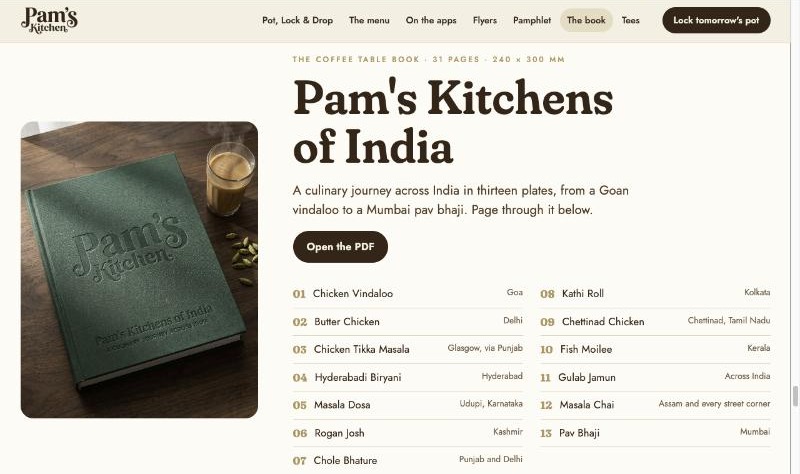 Pam's
Kitchen
Pot, Lock & Drop
The menu
On the apps
Flyers
Pamphlet
The book
Tees
Lock tomorrow's pot
THE COFFEE TABLE BOOK · 31 PAGES · 240 × 300 MM
Pam's Kitchens
of India
A culinary journey across India in thirteen plates, from a Goan
vindaloo to a Mumbai pav bhaji. Page through it below.
Open the PDF
Pam's
Kitchen
Pam's Kitchens of India
01 Chicken Vindaloo Goa
02 Butter Chicken Delhi
03 Chicken Tikka Masala Glasgow, via Punjab
04 Hyderabadi Biryani Hyderabad
05 Masala Dosa Udupi, Karnataka
06 Rogan Josh Kashmir
07 Chole Bhature Punjab and Delhi
08 Kathi Roll Kolkata
09 Chettinad Chicken Chettinad, Tamil Nadu
10 Fish Moilee Kerala
11 Gulab Jamun Across India
12 Masala Chai Assam and every street corner
13 Pav Bhaji Mumbai